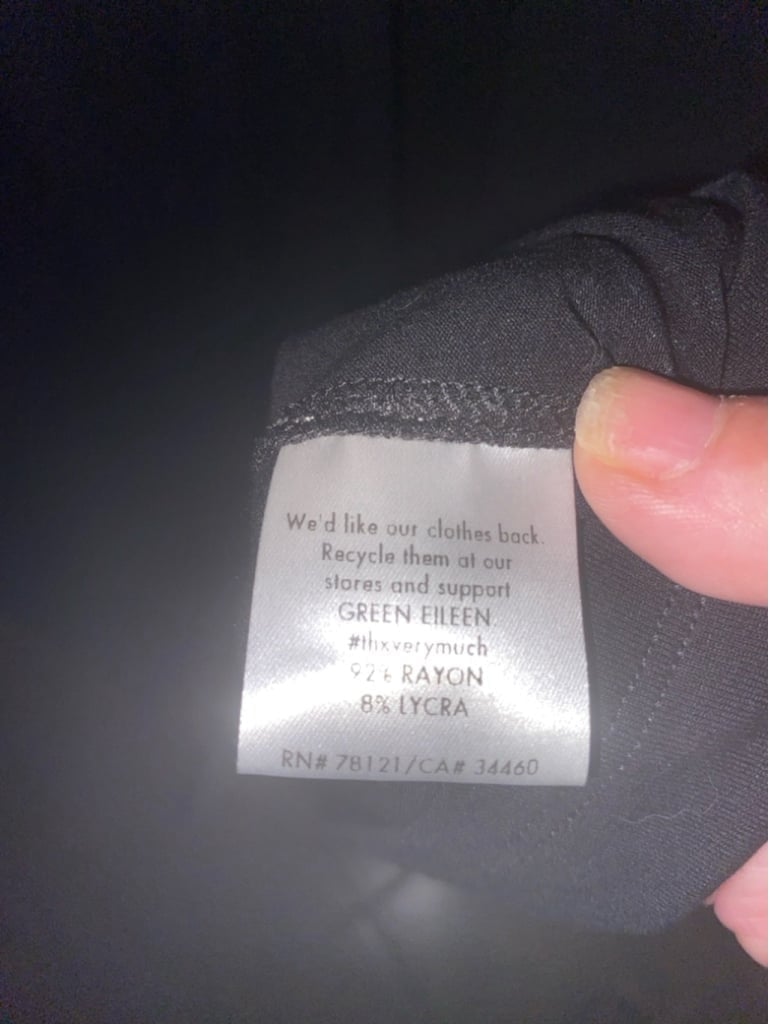 We'd like our clothes back.
Recycle them at our
stores and support
GREEN EILEEN.
#thxverymuch
92% RAYON
8% LYCRA
RN# 78121/CA# 34460